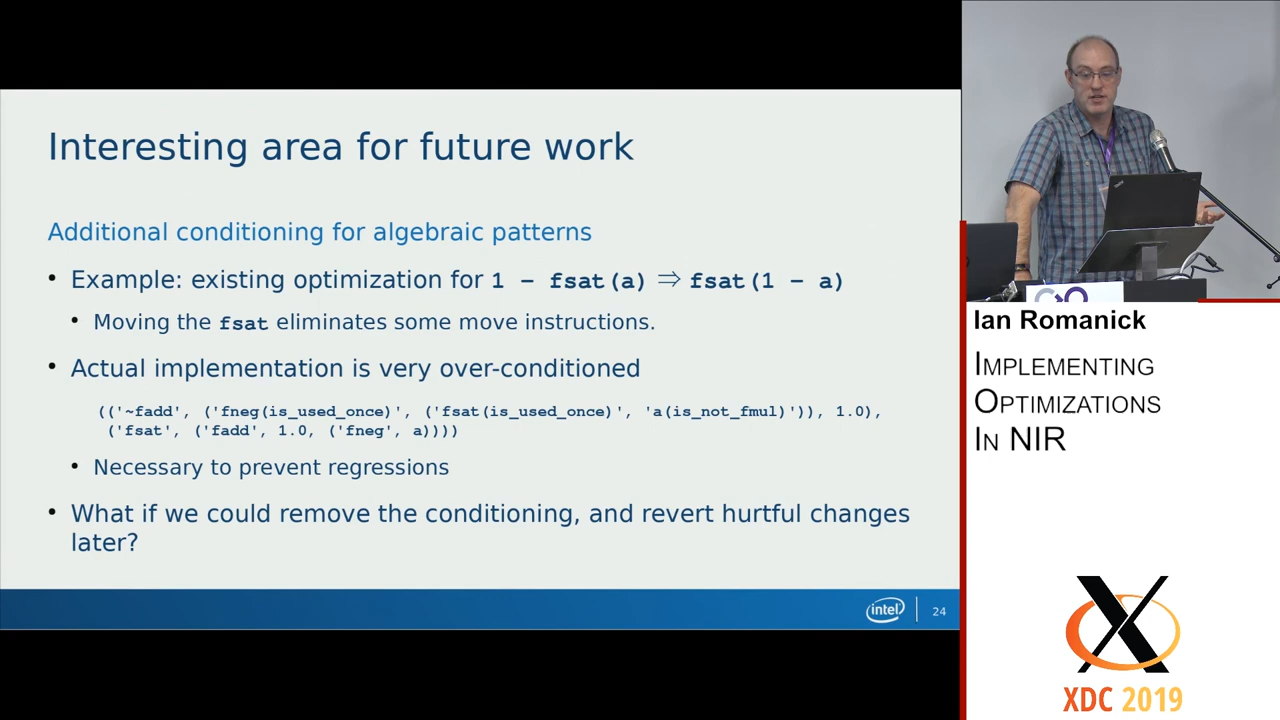 Interesting area for future work
Additional conditioning for algebraic patterns
• Example: existing optimization for 1 - fsat(a) ⇒ fsat(1 - a)
• Moving the fsat eliminates some move instructions.
• Actual implementation is very over-conditioned
(('~fadd', ('fneg(is_used_once)', ('fsat(is_used_once)', 'a(is_not_fmul)')), 1.0),
('fsat', ('fadd', 1.0, ('fneg', a))))
• Necessary to prevent regressions
• What if we could remove the conditioning, and revert hurtful changes
later?
intel
24
Ian Romanick
Implementing
Optimizations
In NIR
XDC 2019